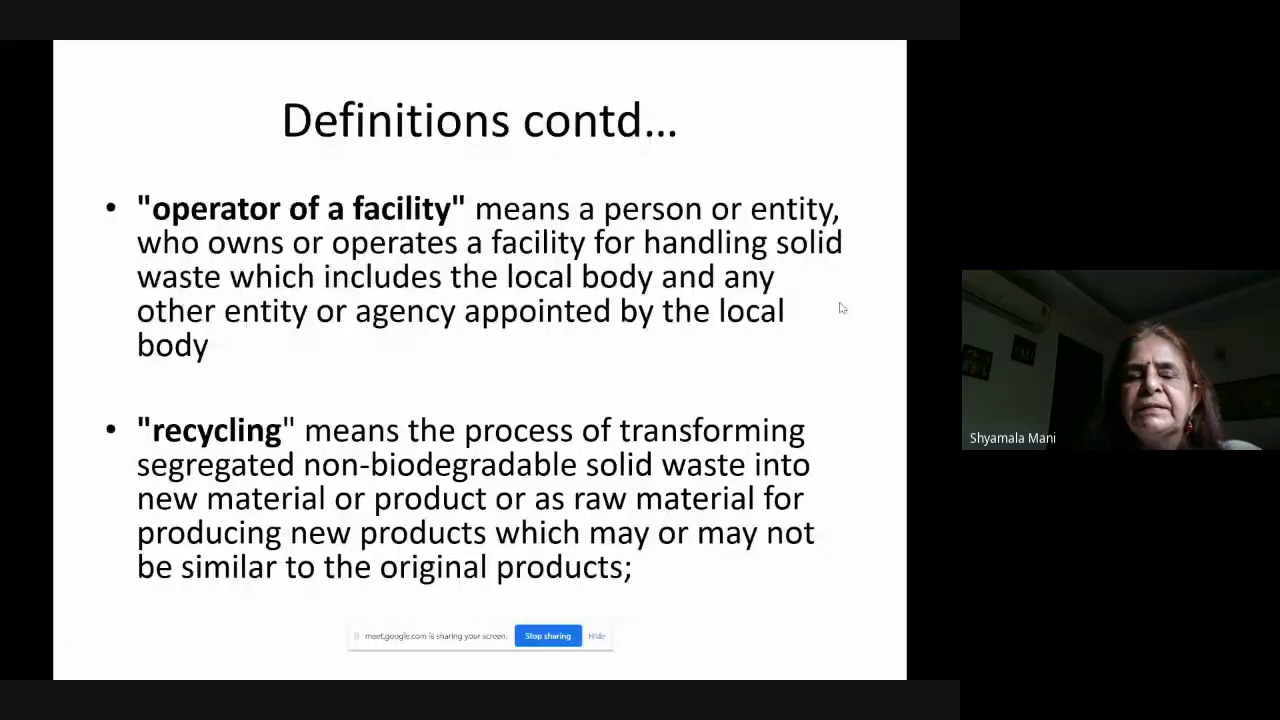 Definitions contd...
• "operator of a facility" means a person or entity,
who owns or operates a facility for handling solid
waste which includes the local body and any
other entity or agency appointed by the local
body
• "recycling" means the process of transforming
segregated non-biodegradable solid waste into
new material or product or as raw material for
producing new products which may or may not
be similar to the original products;
meet.google.com is sharing your screen. Stop sharing Hide
Shyamala Mani